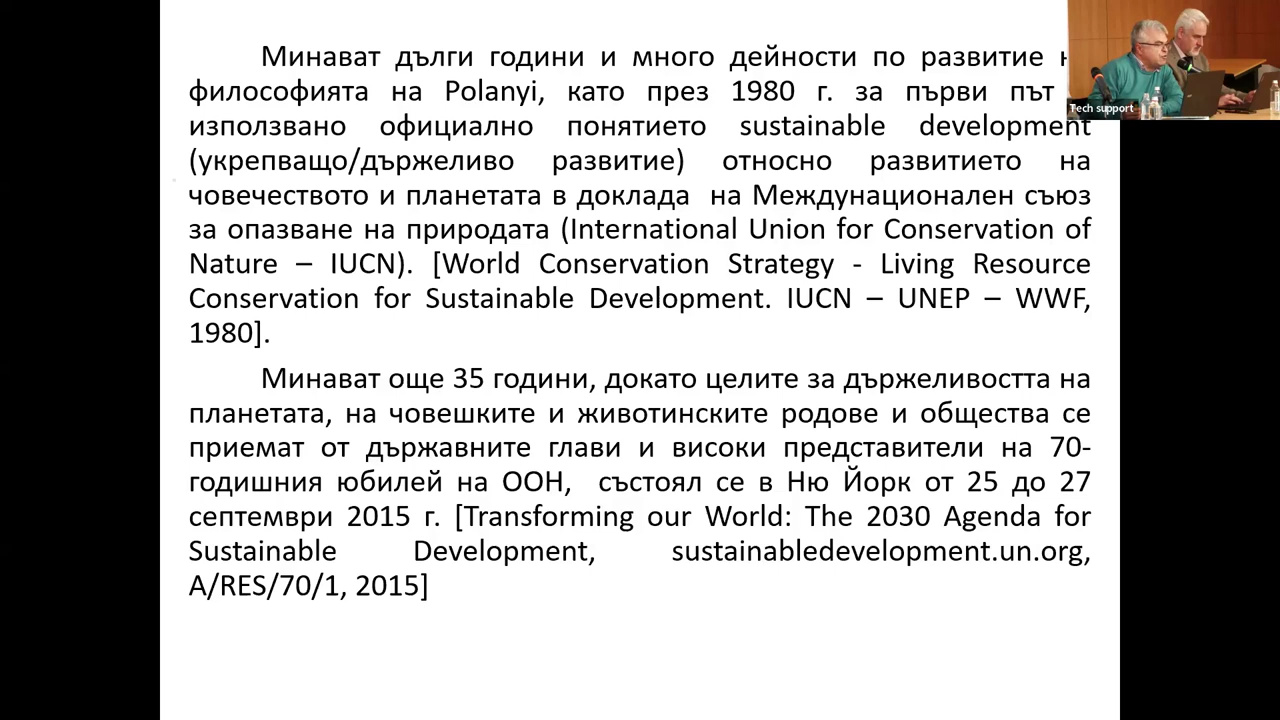 Минават дълги години и много дейности по развитие
философията на Polanyi, като през 1980 г. за първи път
използвано официално понятието sustainable development
(укрепващо/държеливо развитие) относно развитието на
човечеството и планетата в доклада на Междунационален съюз
за опазване на природата (International Union for Conservation of
Nature – IUCN). [World Conservation Strategy - Living Resource
Conservation for Sustainable Development. IUCN – UNEP – WWF,
1980].
Минават още 35 години, докато целите за държеливостта на
планетата, на човешките и животинските родове и общества се
приемат от държавните глави и високи представители на 70-
годишния юбилей на ООН, състоял се в Ню Йорк от 25 до 27
септември 2015 г. [Transforming our World: The 2030 Agenda for
Sustainable Development, sustainabledevelopment.un.org,
A/RES/70/1, 2015]
Tech support